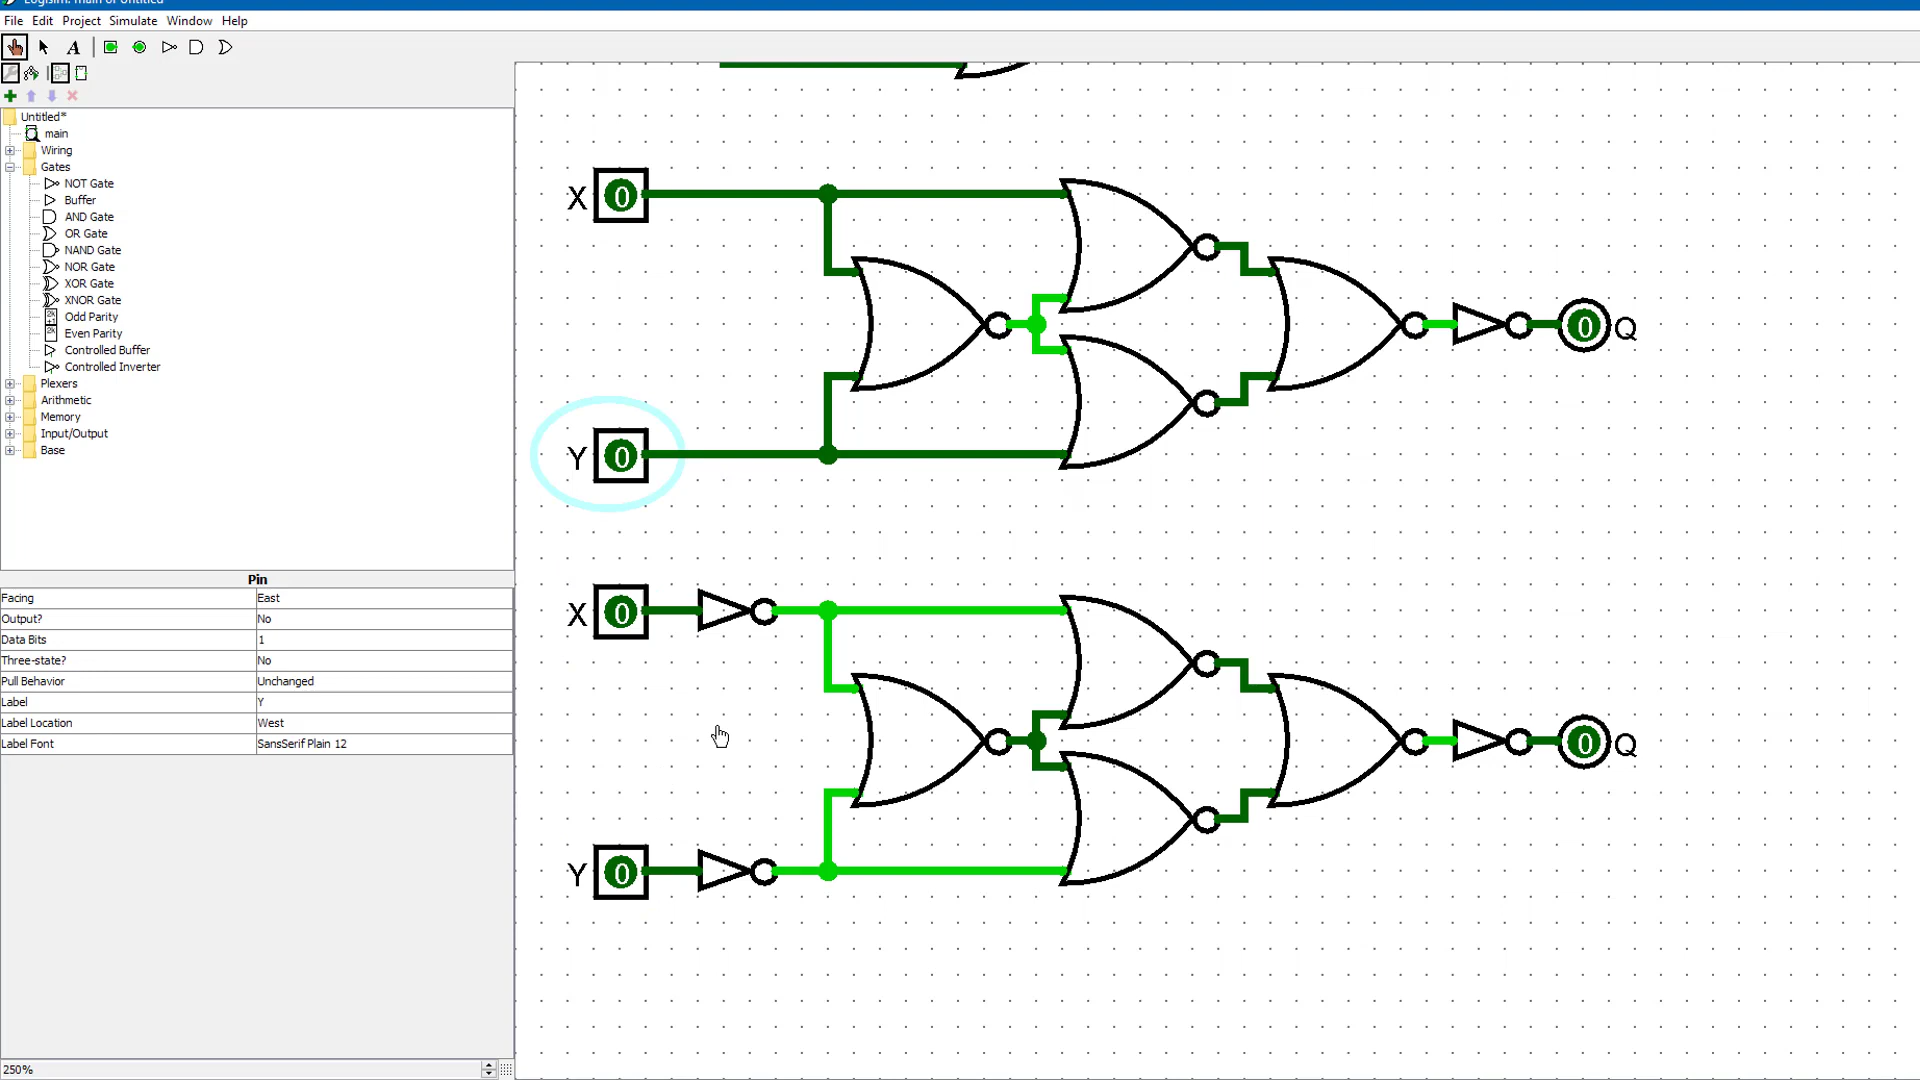 Logisim: main of Untitled
File Edit Project Simulate Window Help
A
Untitled*
main
Wiring
Gates
NOT Gate
Buffer
AND Gate
OR Gate
NAND Gate
NOR Gate
XOR Gate
XNOR Gate
Odd Parity
Even Parity
Controlled Buffer
Controlled Inverter
Plexers
Arithmetic
Memory
Input/Output
Base
Pin
Facing East
Output? No
Data Bits 1
Three-state? No
Pull Behavior Unchanged
Label Y
Label Location West
Label Font SansSerif Plain 12
250%
X 0
0 Q
Y 0
X 0
0 Q
Y 0